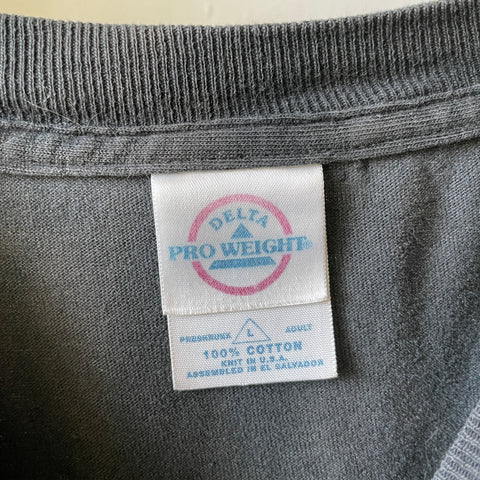 DELTA
PRO WEIGHT®
PRESHRUNK L ADULT
100% COTTON
KNIT IN U.S.A.
ASSEMBLED IN EL SALVADOR